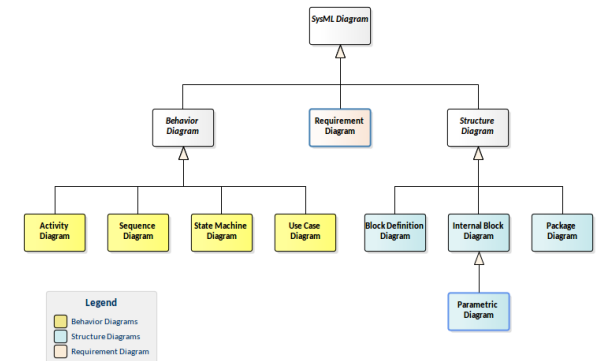 SysML Diagram
Behavior
Diagram
Requirement
Diagram
Structure
Diagram
Activity
Diagram
Sequence
Diagram
State Machine
Diagram
Use Case
Diagram
Block Definition
Diagram
Internal Block
Diagram
Package
Diagram
Parametric
Diagram
Legend
Behavior Diagrams
Structure Diagrams
Requirement Diagram